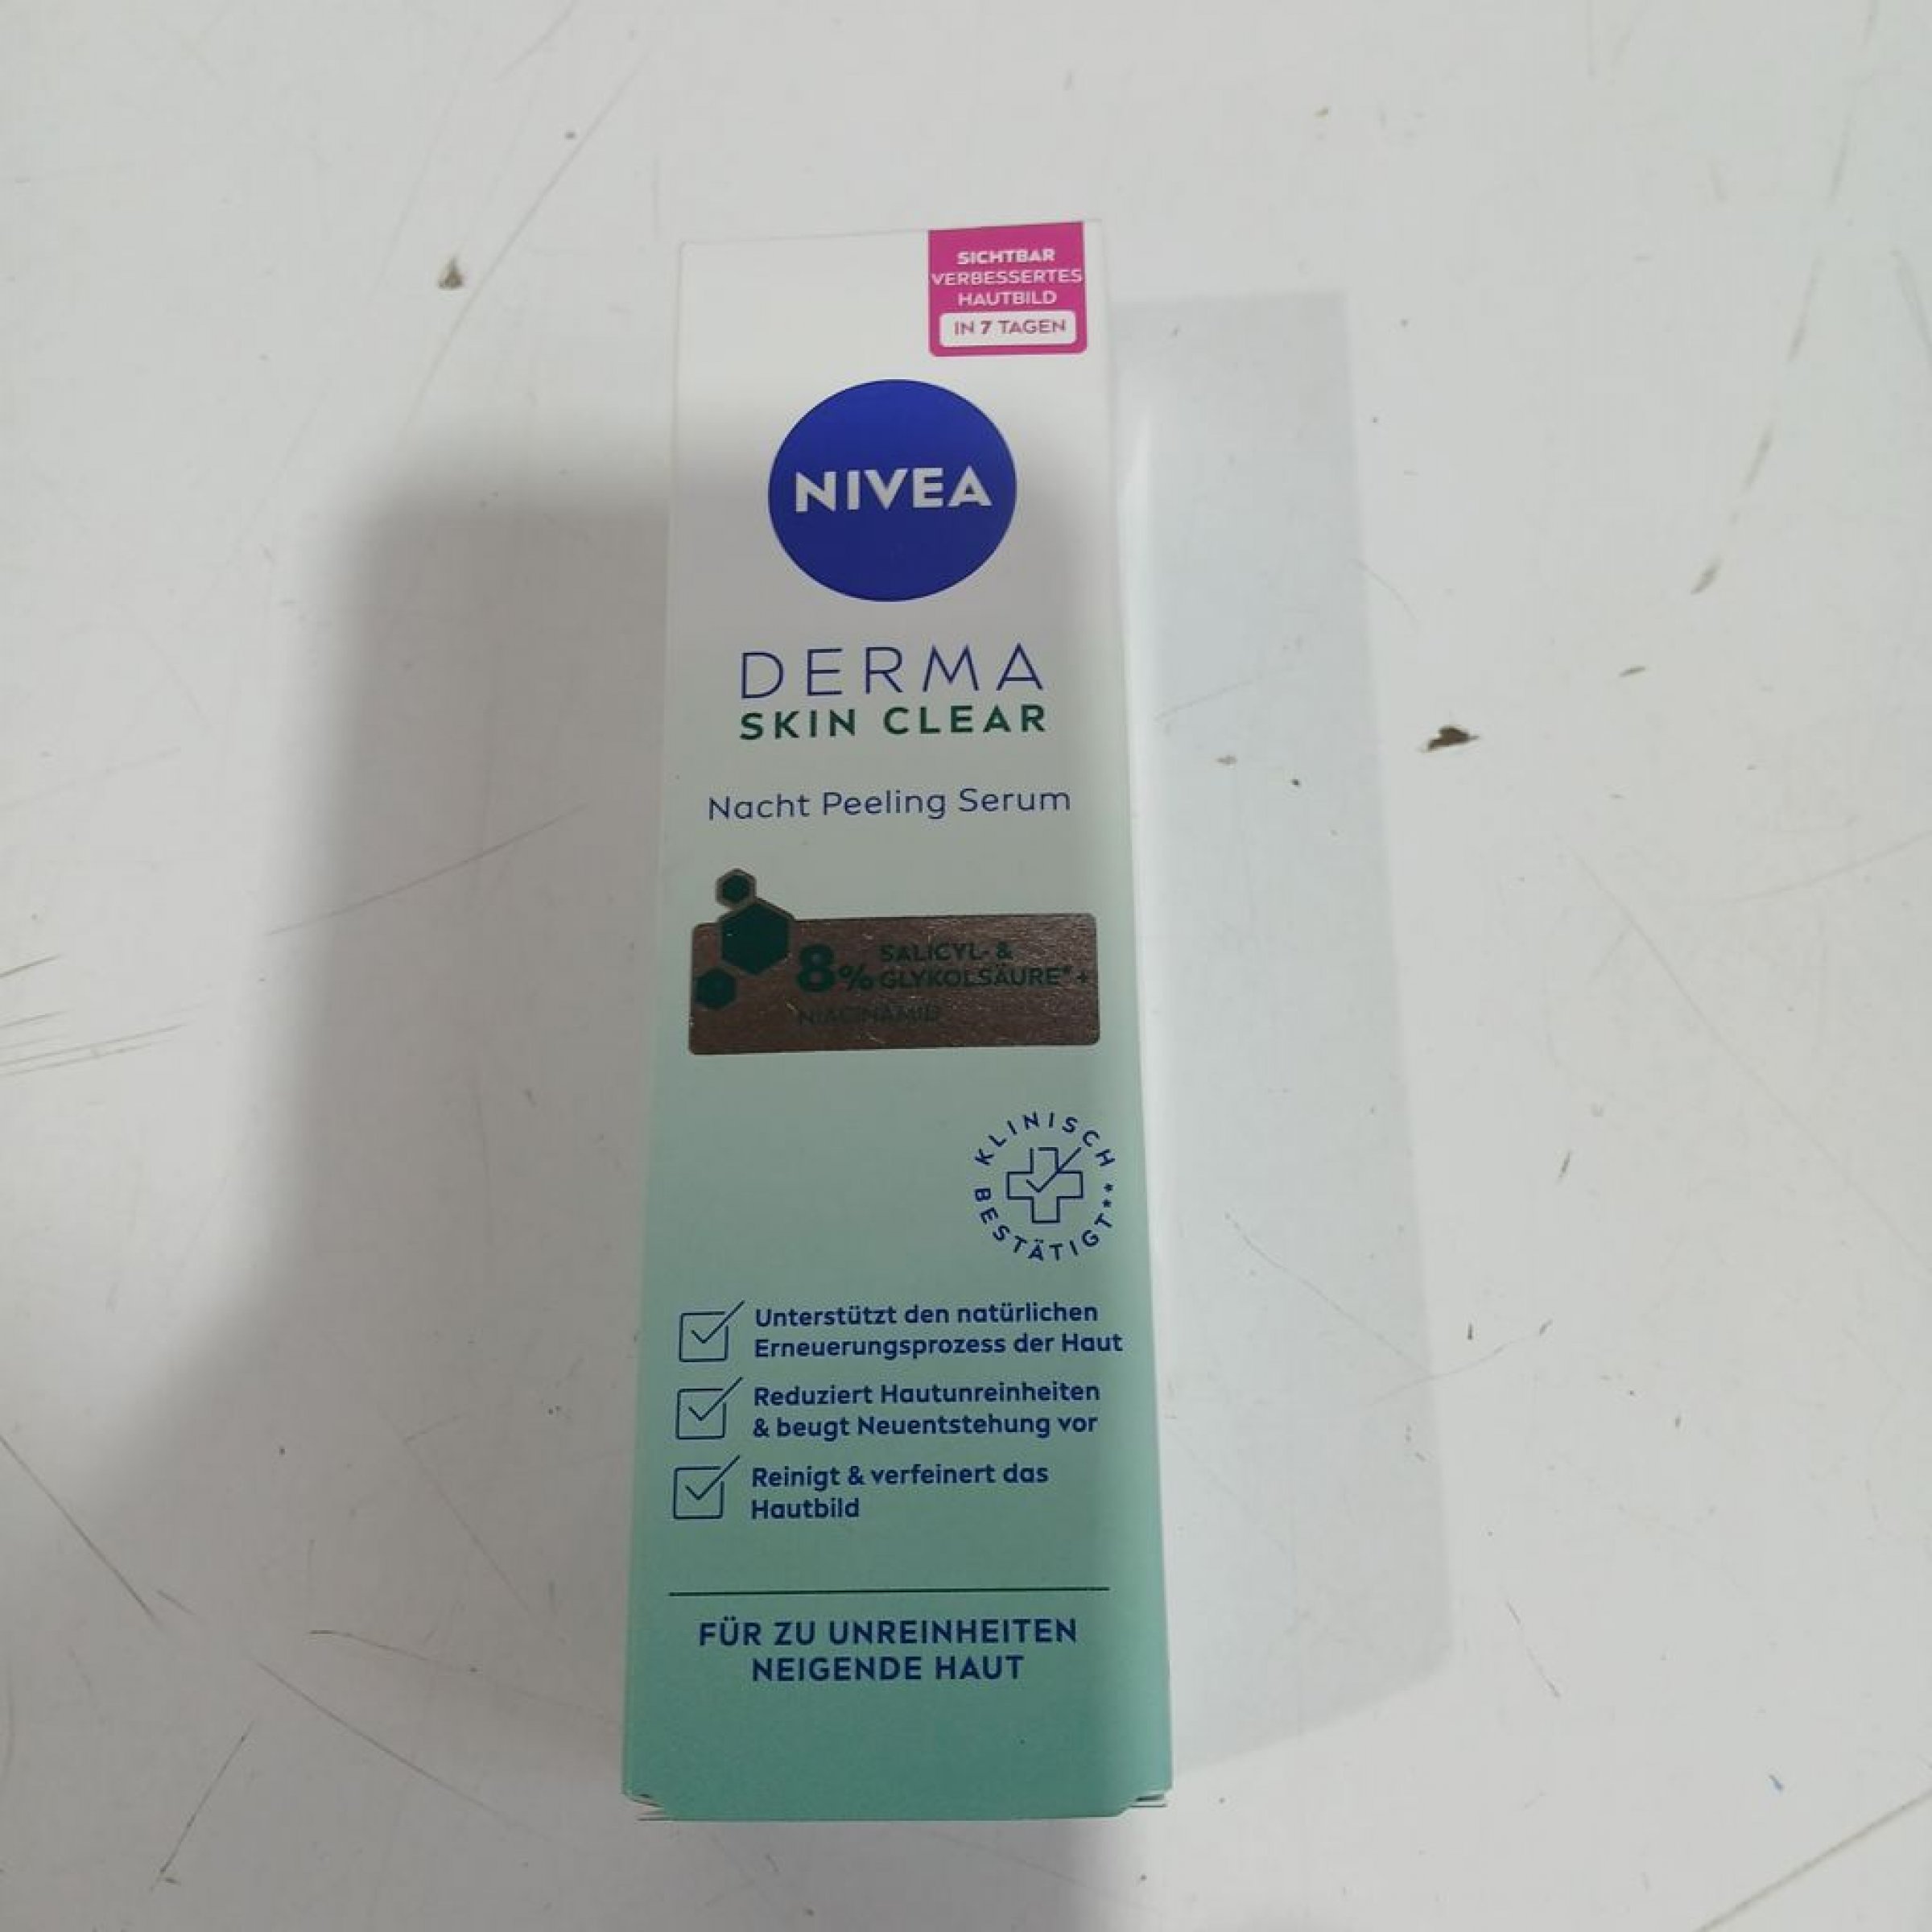 SICHTBAR
VERBESSERTES
HAUTBILD
IN 7 TAGEN
NIVEA
DERMA
SKIN CLEAR
Nacht Peeling Serum
8% SALICYL- &
GLYKOLSÄURE* +
NIACINAMID
KLINISCH
BESTÄTIGT**
Unterstützt den natürlichen
Erneuerungsprozess der Haut
Reduziert Hautunreinheiten
& beugt Neuentstehung vor
Reinigt & verfeinert das
Hautbild
FÜR ZU UNREINHEITEN
NEIGENDE HAUT